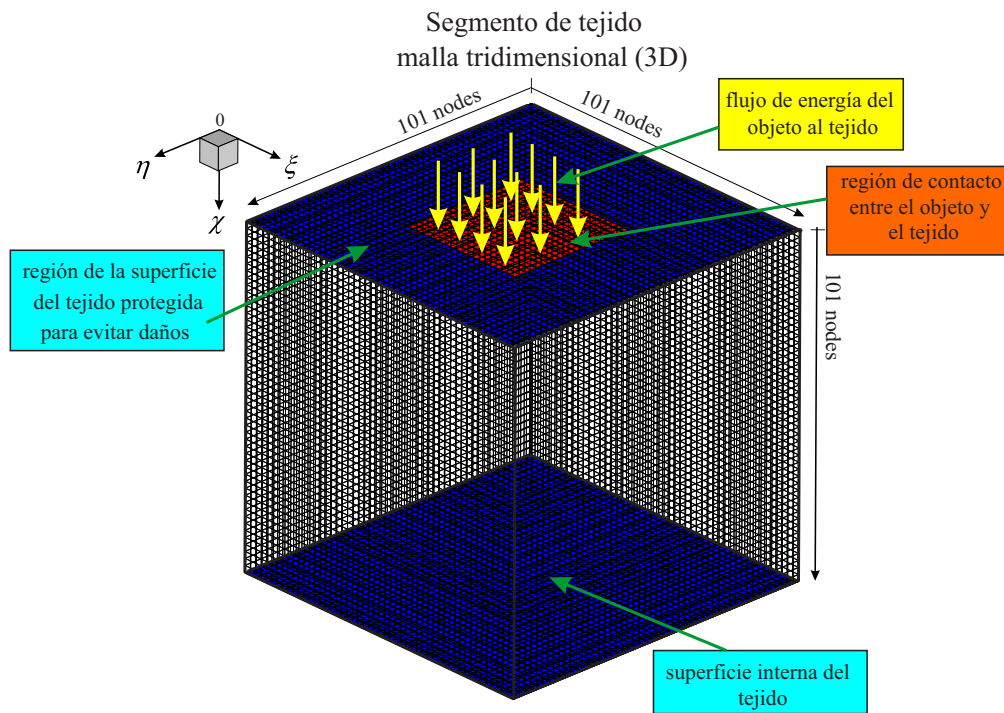 Segmento de tejido
malla tridimensional (3D)
101 nodes
101 nodes
flujo de energía del
objeto al tejido
0
η
ξ
χ
región de contacto
entre el objeto y
el tejido
región de la superficie
del tejido protegida
para evitar daños
101 nodes
superficie interna del
tejido